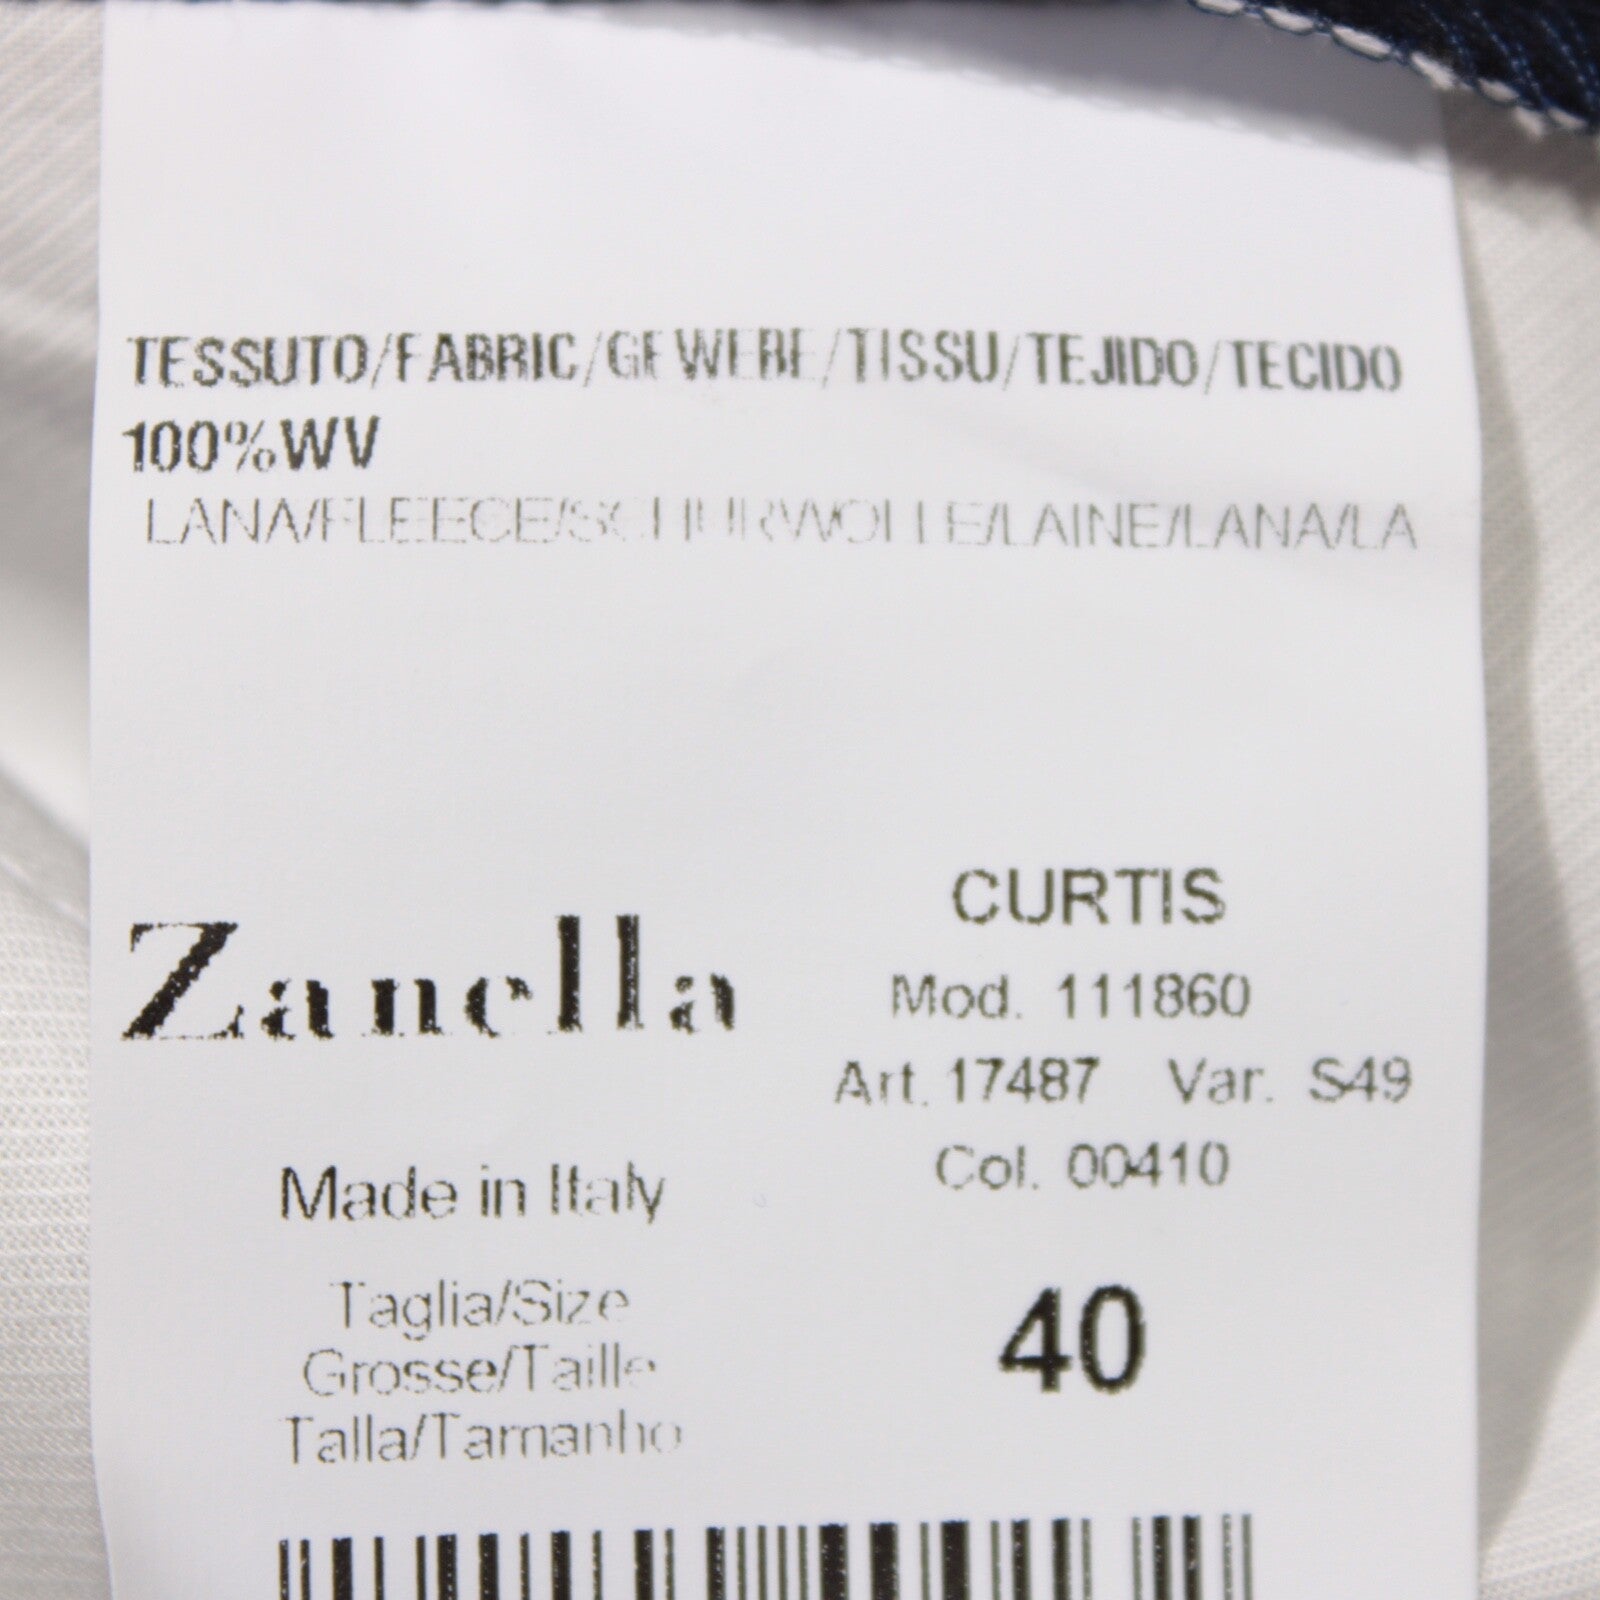 TESSUTO/FABRIC/GEWEBE/TISSU/TEJIDO/TECIDO
100%WV
LANA/FLEECE/SCHURWOLLE/LAINE/LANA/LA
Zanella
CURTIS
Mod. 111860
Art. 17487 Var. S49
Col. 00410
Made in Italy
Taglia/Size
Grosse/Taille
Talla/Tamanho
40